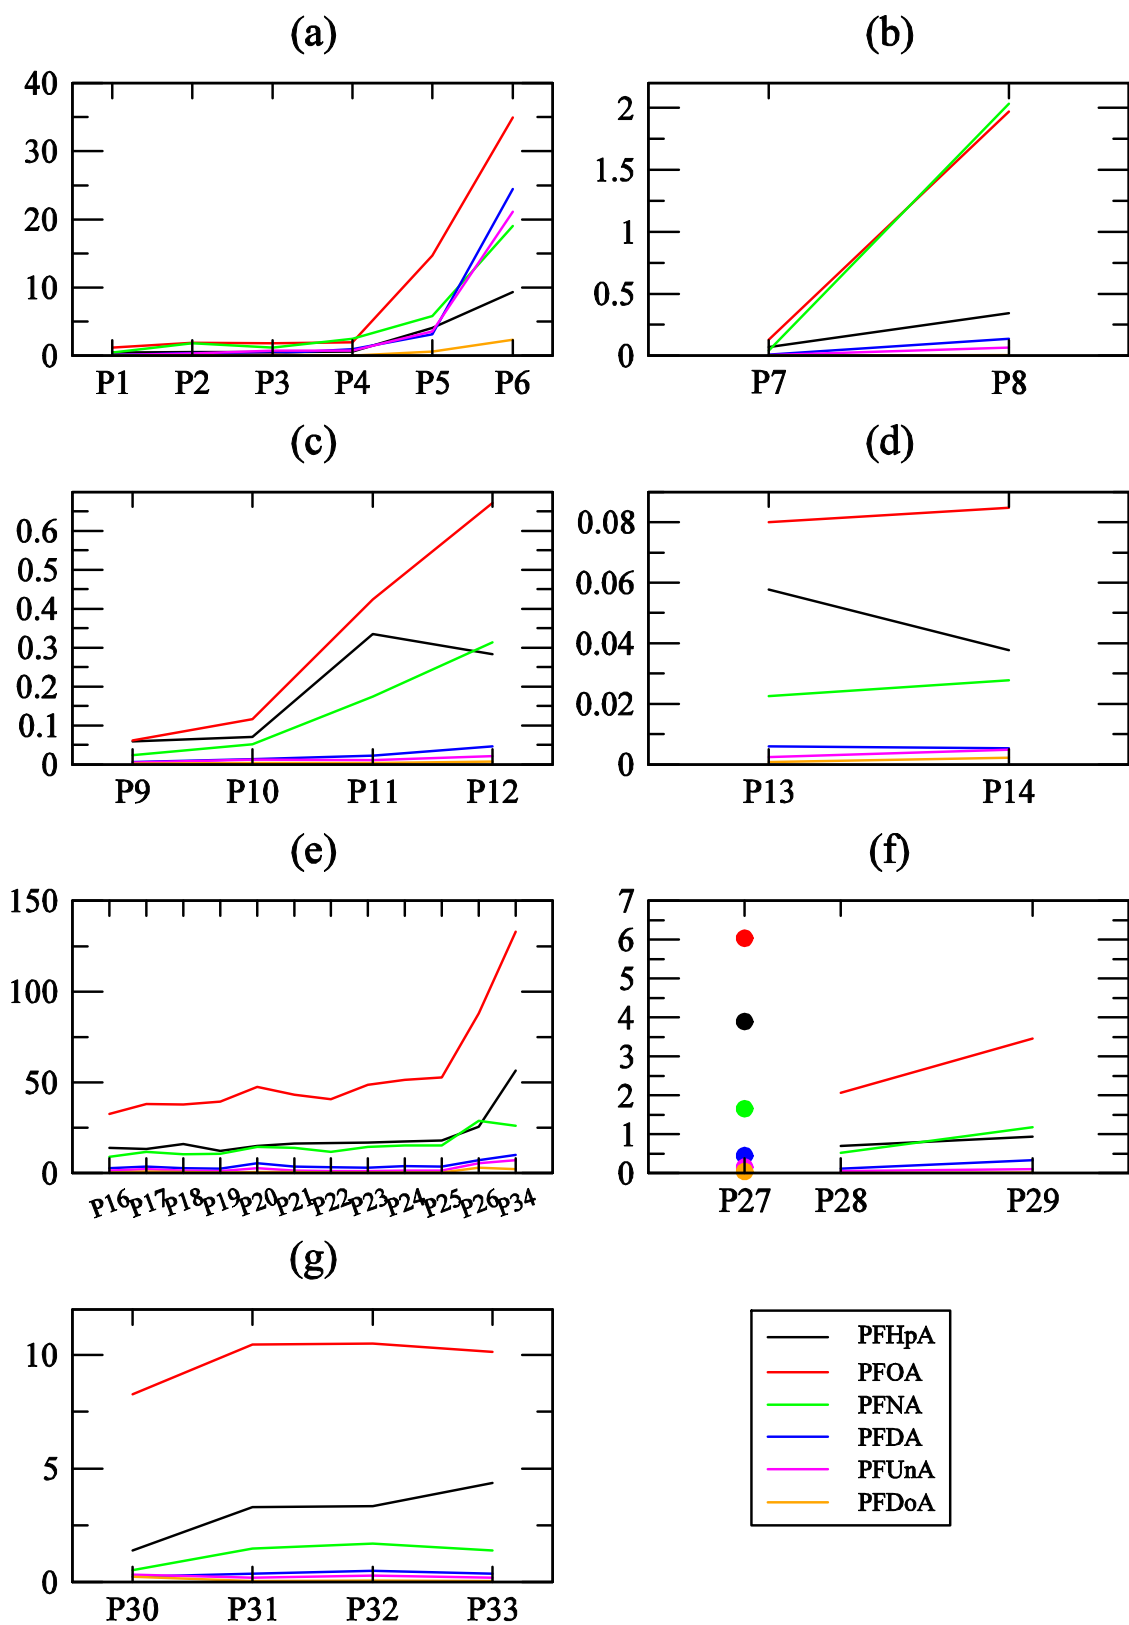 (a)
40
30
20
10
0
P1 P2 P3 P4 P5 P6
(b)
2
1.5
1
0.5
0
P7 P8
(c)
0.6
0.5
0.4
0.3
0.2
0.1
0
P9 P10 P11 P12
(d)
0.08
0.06
0.04
0.02
0
P13 P14
(e)
150
100
50
0
P16 P17 P18 P19 P20 P21 P22 P23 P24 P25 P26 P34
(f)
7
6
5
4
3
2
1
0
P27 P28 P29
(g)
10
5
0
P30 P31 P32 P33
PFHpA
PFOA
PFNA
PFDA
PFUnA
PFDoA